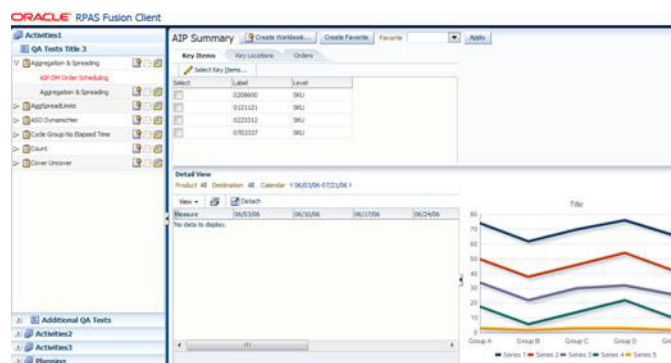 ORACLE RPAS Fusion Client
Activities1
QA Tests Title 3
Aggregation & Spreading
AIP DM Order Scheduling
Aggregation & Spreading
AggSpreadLimits
ASO DynamicHier
Cycle Group No Elapsed Time
Count
Cover Uncover
Additional QA Tests
Activities2
Activities3
Planning
AIP Summary Create Workbook... Create Favorite Favorite Apply
Key Items Key Locations Orders
Select Key Items...
Select Label Level
0209600 SKU
0121121 SKU
0223312 SKU
0703337 SKU
Detail View
Product All Destination All Calendar 06/03/06-07/21/06
View Detach
Measure 06/03/06 06/10/06 06/17/06 06/24/06
No data to display.
Title
80
70
60
50
40
30
20
10
0
Group A Group B Group C Group D Gro
Series 1 Series 2 Series 3 Series 4 Series 5